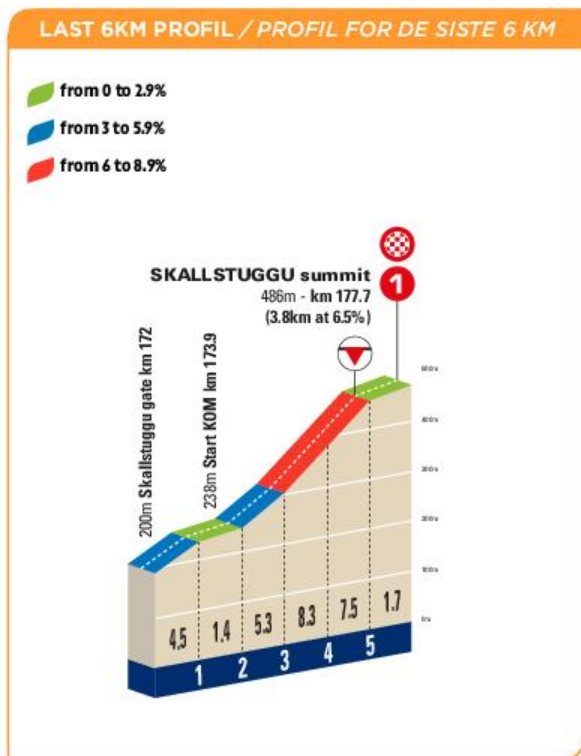 LAST 6KM PROFIL / PROFIL FOR DE SISTE 6 KM
from 0 to 2.9%
from 3 to 5.9%
from 6 to 8.9%
SKALLSTUGGU summit
486m - km 177.7
(3.8km at 6.5%)
1
200m Skallstuggu gate km 172
238m Start KOM km 173.9
4.5 1.4 5.3 8.3 7.5 1.7
1 2 3 4 5